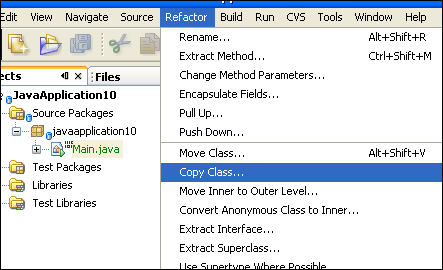 dit View Navigate Source Refactor Build Run CVS Tools Window Help
Rename... Alt+Shift+R
Extract Method... Ctrl+Shift+M
Change Method Parameters...
Encapsulate Fields...
Pull Up...
Push Down...
Move Class... Alt+Shift+V
Copy Class...
Move Inner to Outer Level...
Convert Anonymous Class to Inner...
Extract Interface...
Extract Superclass...
Use Supertype Where Possible
ects Files
JavaApplication10
Source Packages
javaapplication10
Main.java
Test Packages
Libraries
Test Libraries